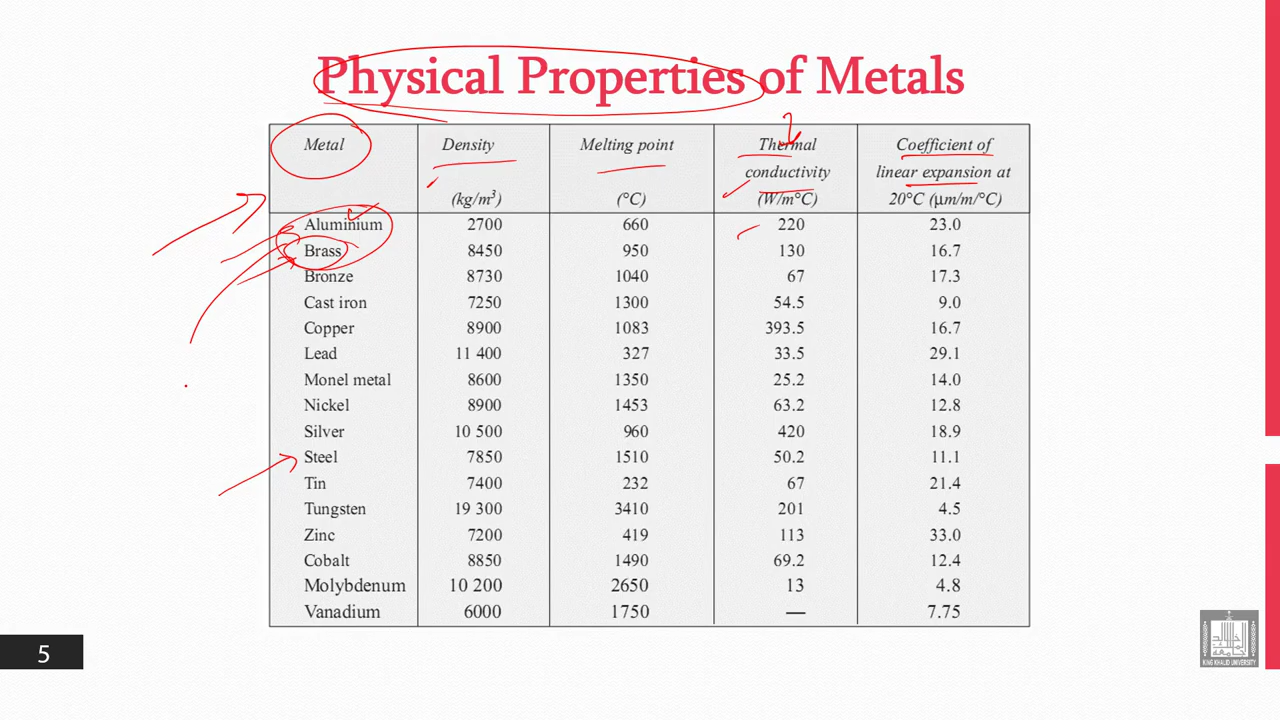 Physical Properties of Metals
Metal Density Melting point Thermal Coefficient of
conductivity linear expansion at
(kg/m³) (°C) (W/m°C) 20°C (µm/m/°C)
Aluminium 2700 660 220 23.0
Brass 8450 950 130 16.7
Bronze 8730 1040 67 17.3
Cast iron 7250 1300 54.5 9.0
Copper 8900 1083 393.5 16.7
Lead 11 400 327 33.5 29.1
Monel metal 8600 1350 25.2 14.0
Nickel 8900 1453 63.2 12.8
Silver 10 500 960 420 18.9
Steel 7850 1510 50.2 11.1
Tin 7400 232 67 21.4
Tungsten 19 300 3410 201 4.5
Zinc 7200 419 113 33.0
Cobalt 8850 1490 69.2 12.4
Molybdenum 10 200 2650 13 4.8
Vanadium 6000 1750 — 7.75
5
KING KHALID UNIVERSITY